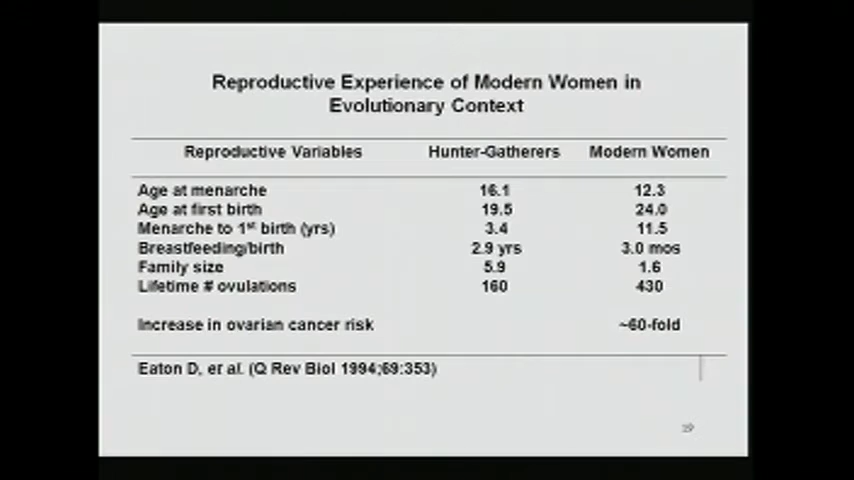 Reproductive Experience of Modern Women in
Evolutionary Context
Reproductive Variables Hunter-Gatherers Modern Women
Age at menarche 16.1 12.3
Age at first birth 19.5 24.0
Menarche to 1st birth (yrs) 3.4 11.5
Breastfeeding/birth 2.9 yrs 3.0 mos
Family size 5.9 1.6
Lifetime # ovulations 160 430
Increase in ovarian cancer risk ~60-fold
Eaton D, et al. (Q Rev Biol 1994;69:353)